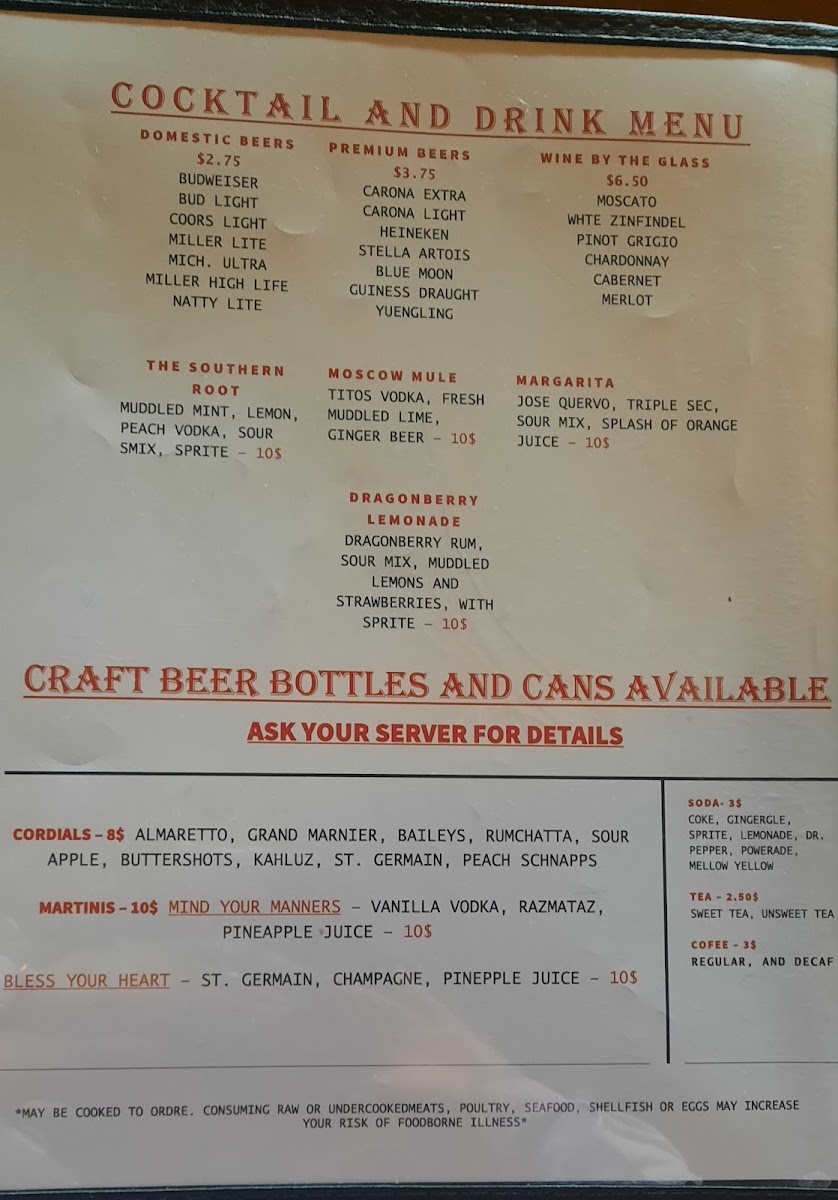 COCKTAIL AND DRINK MENU
DOMESTIC BEERS
$2.75
BUDWEISER
BUD LIGHT
COORS LIGHT
MILLER LITE
MICH. ULTRA
MILLER HIGH LIFE
NATTY LITE
PREMIUM BEERS
$3.75
CARONA EXTRA
CARONA LIGHT
HEINEKEN
STELLA ARTOIS
BLUE MOON
GUINESS DRAUGHT
YUENGLING
WINE BY THE GLASS
$6.50
MOSCATO
WHTE ZINFINDEL
PINOT GRIGIO
CHARDONNAY
CABERNET
MERLOT
THE SOUTHERN
ROOT
MUDDLED MINT, LEMON,
PEACH VODKA, SOUR
SMIX, SPRITE – 10$
MOSCOW MULE
TITOS VODKA, FRESH
MUDDLED LIME,
GINGER BEER – 10$
MARGARITA
JOSE QUERVO, TRIPLE SEC,
SOUR MIX, SPLASH OF ORANGE
JUICE – 10$
DRAGONBERRY
LEMONADE
DRAGONBERRY RUM,
SOUR MIX, MUDDLED
LEMONS AND
STRAWBERRIES, WITH
SPRITE – 10$
CRAFT BEER BOTTLES AND CANS AVAILABLE
ASK YOUR SERVER FOR DETAILS
CORDIALS – 8$ ALMARETTO, GRAND MARNIER, BAILEYS, RUMCHATTA, SOUR
APPLE, BUTTERSHOTS, KAHLUZ, ST. GERMAIN, PEACH SCHNAPPS
MARTINIS – 10$ MIND YOUR MANNERS – VANILLA VODKA, RAZMATAZ,
PINEAPPLE JUICE – 10$
BLESS YOUR HEART – ST. GERMAIN, CHAMPAGNE, PINEPPLE JUICE – 10$
SODA- 3$
COKE, GINGERGLE,
SPRITE, LEMONADE, DR.
PEPPER, POWERADE,
MELLOW YELLOW
TEA – 2.50$
SWEET TEA, UNSWEET TEA
COFEE - 3$
REGULAR, AND DECAF
*MAY BE COOKED TO ORDRE. CONSUMING RAW OR UNDERCOOKEDMEATS, POULTRY, SEAFOOD, SHELLFISH OR EGGS MAY INCREASE
YOUR RISK OF FOODBORNE ILLNESS*